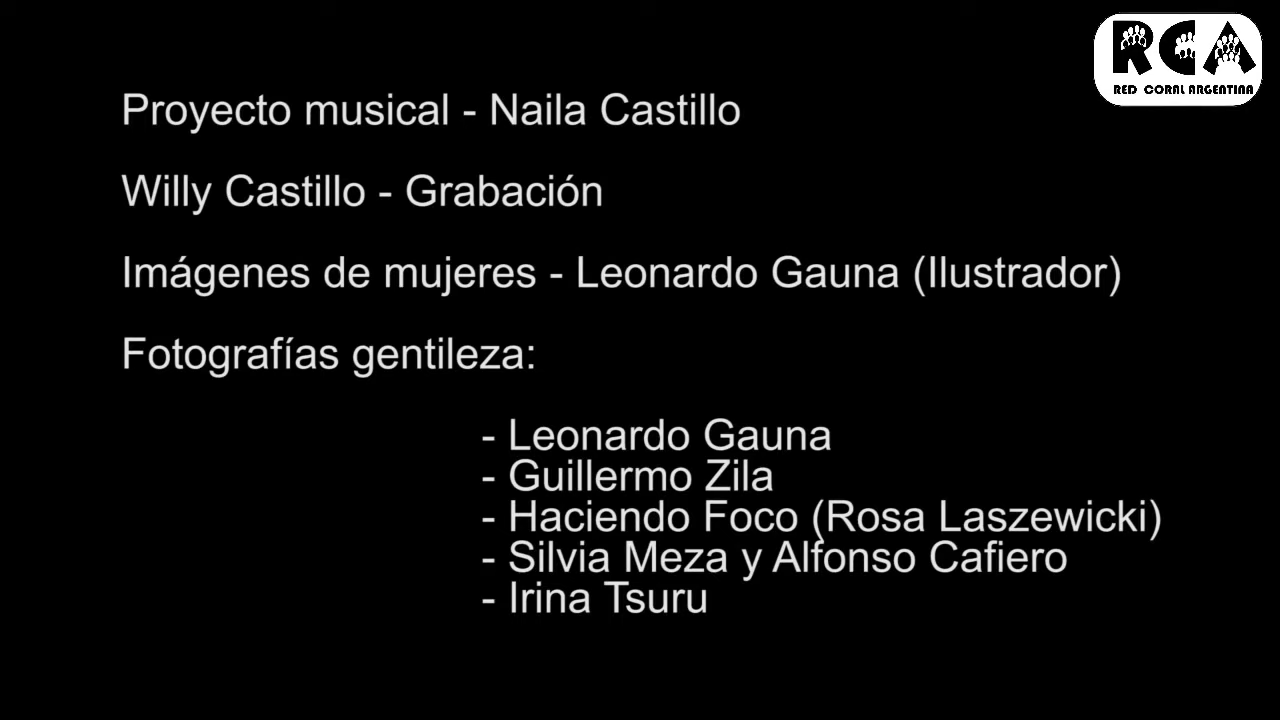 RCA
RED CORAL ARGENTINA
Proyecto musical - Naila Castillo
Willy Castillo - Grabación
Imágenes de mujeres - Leonardo Gauna (Ilustrador)
Fotografías gentileza:
- Leonardo Gauna
- Guillermo Zila
- Haciendo Foco (Rosa Laszewicki)
- Silvia Meza y Alfonso Cafiero
- Irina Tsuru